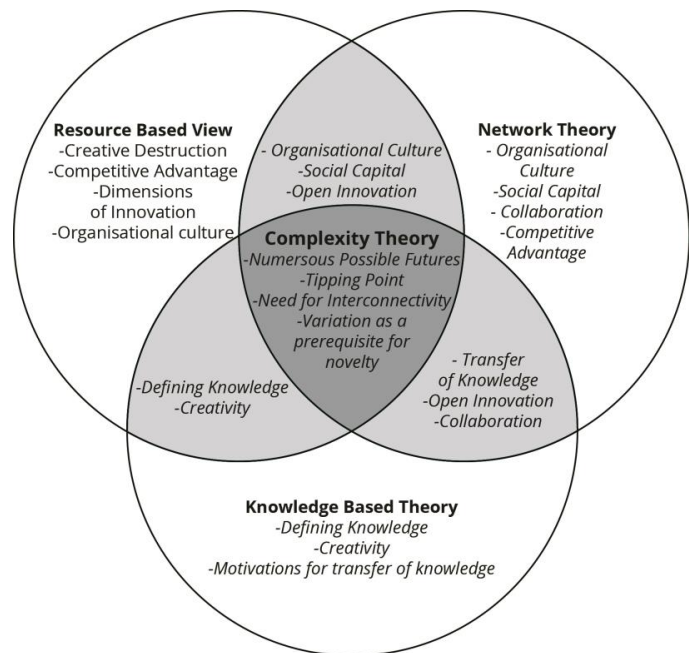 Resource Based View
-Creative Destruction
-Competitive Advantage
-Dimensions
of Innovation
-Organisational culture
- Organisational Culture
-Social Capital
-Open Innovation
Network Theory
- Organisational
Culture
-Social Capital
- Collaboration
-Competitive
Advantage
Complexity Theory
-Numersous Possible Futures
-Tipping Point
-Need for Interconnectivity
-Variation as a
prerequisite for
novelty
-Defining Knowledge
-Creativity
- Transfer
of Knowledge
-Open Innovation
-Collaboration
Knowledge Based Theory
-Defining Knowledge
-Creativity
-Motivations for transfer of knowledge